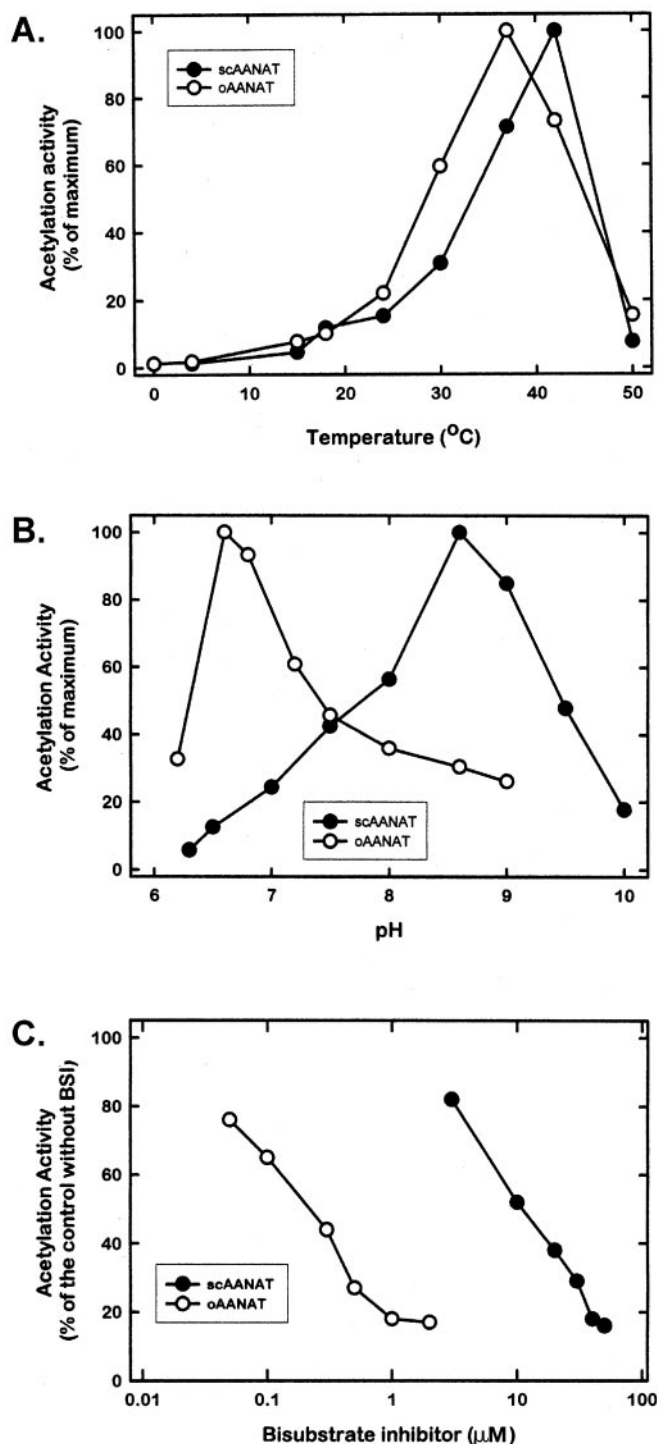 A.
scAANAT
oAANAT
Acetylation activity
(% of maximum)
100
80
60
40
20
0
0 10 20 30 40 50
Temperature (°C)
B.
Acetylation Activity
(% of maximum)
100
80
60
40
20
0
scAANAT
oAANAT
6 7 8 9 10
pH
C.
Acetylation Activity
(% of the control without BSI)
100
80
60
40
20
0
scAANAT
oAANAT
0.01 0.1 1 10 100
Bisubstrate inhibitor (μM)